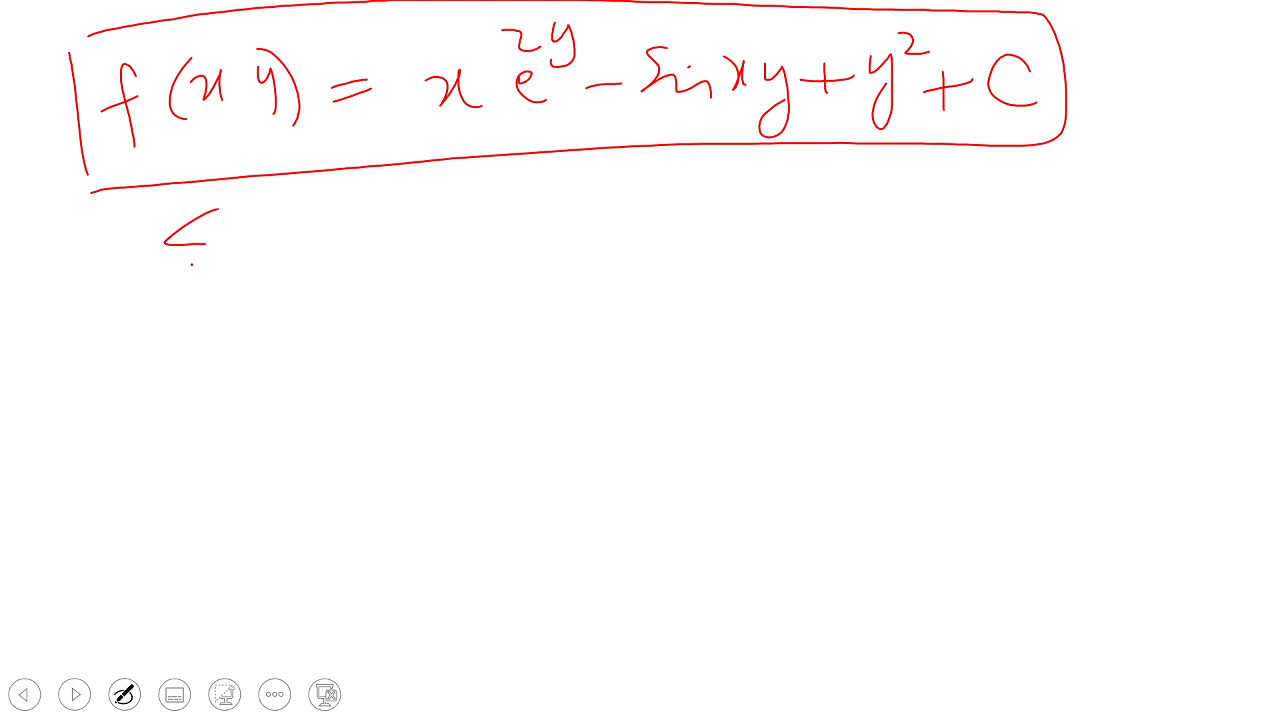 f(x y) = x e^{2y} - sin xy + y^2 + C